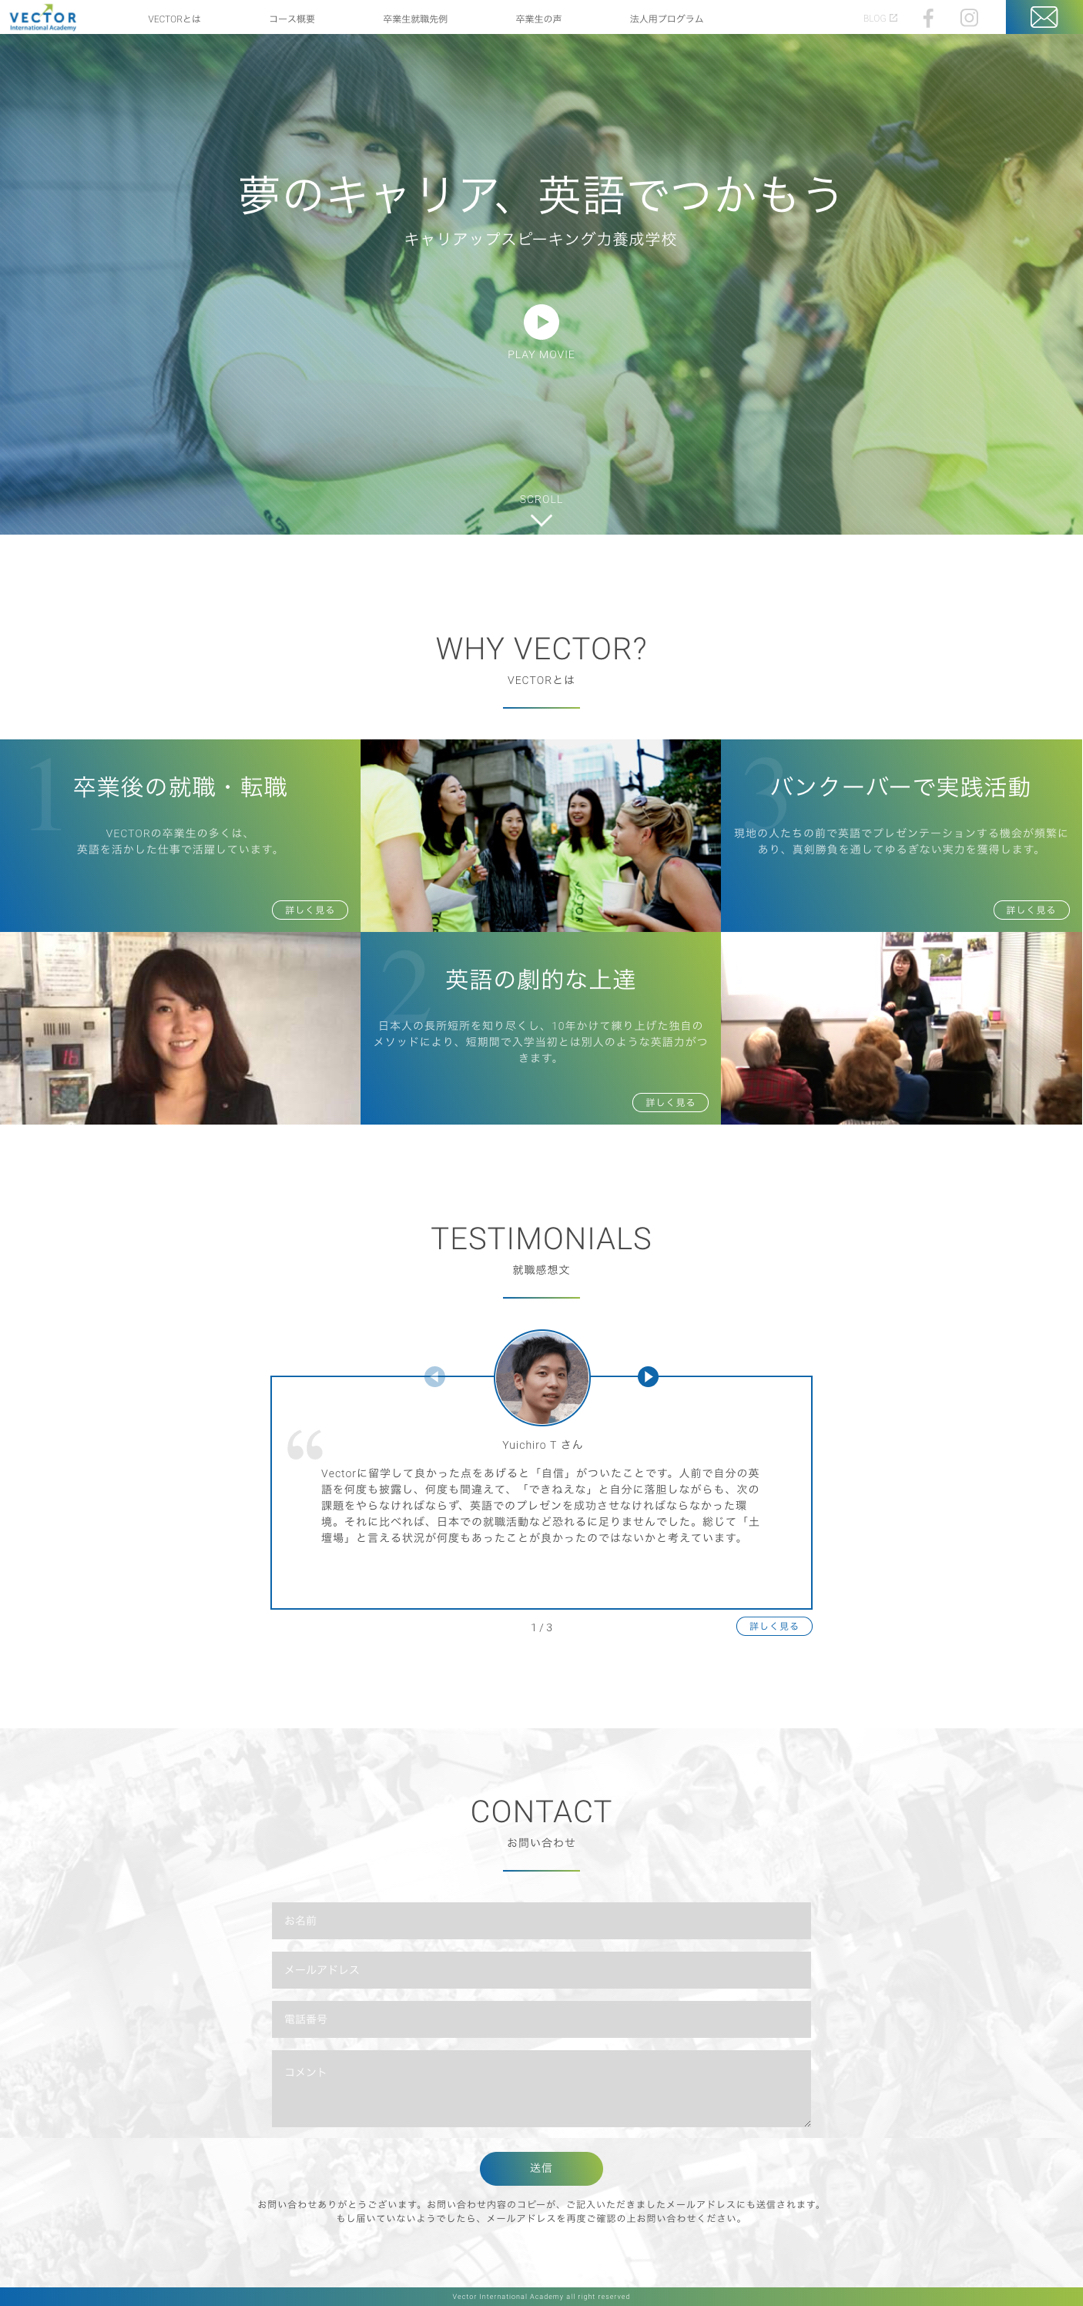 VECTOR
International Academy
VECTORとは
コース概要
卒業生就職先例
卒業生の声
法人用プログラム
BLOG
夢のキャリア、英語でつかもう
キャリアップスピーキング力養成学校
PLAY MOVIE
SCROLL
WHY VECTOR?
VECTORとは
1
卒業後の就職・転職
VECTORの卒業生の多くは、
英語を活かした仕事で活躍しています。
詳しく見る
3
バンクーバーで実践活動
現地の人たちの前で英語でプレゼンテーションする機会が頻繁に
あり、真剣勝負を通してゆるぎない実力を獲得します。
詳しく見る
2
英語の劇的な上達
日本人の長所短所を知り尽くし、10年かけて練り上げた独自の
メソッドにより、短期間で入学当初とは別人のような英語力がつ
きます。
詳しく見る
TESTIMONIALS
就職感想文
Yuichiro T さん
Vectorに留学して良かった点をあげると「自信」がついたことです。人前で自分の英
語を何度も披露し、何度も間違えて、「できねえな」と自分に落胆しながらも、次の
課題をやらなければならず、英語でのプレゼンを成功させなければならなかった環
境。それに比べれば、日本での就職活動など恐れるに足りませんでした。総じて「土
壇場」と言える状況が何度もあったことが良かったのではないかと考えています。
1 / 3
詳しく見る
CONTACT
お問い合わせ
お名前
メールアドレス
電話番号
コメント
送信
お問い合わせありがとうございます。お問い合わせ内容のコピーが、ご記入いただきましたメールアドレスにも送信されます。
もし届いていないようでしたら、メールアドレスを再度ご確認の上お問い合わせください。
Vector International Academy all right reserved